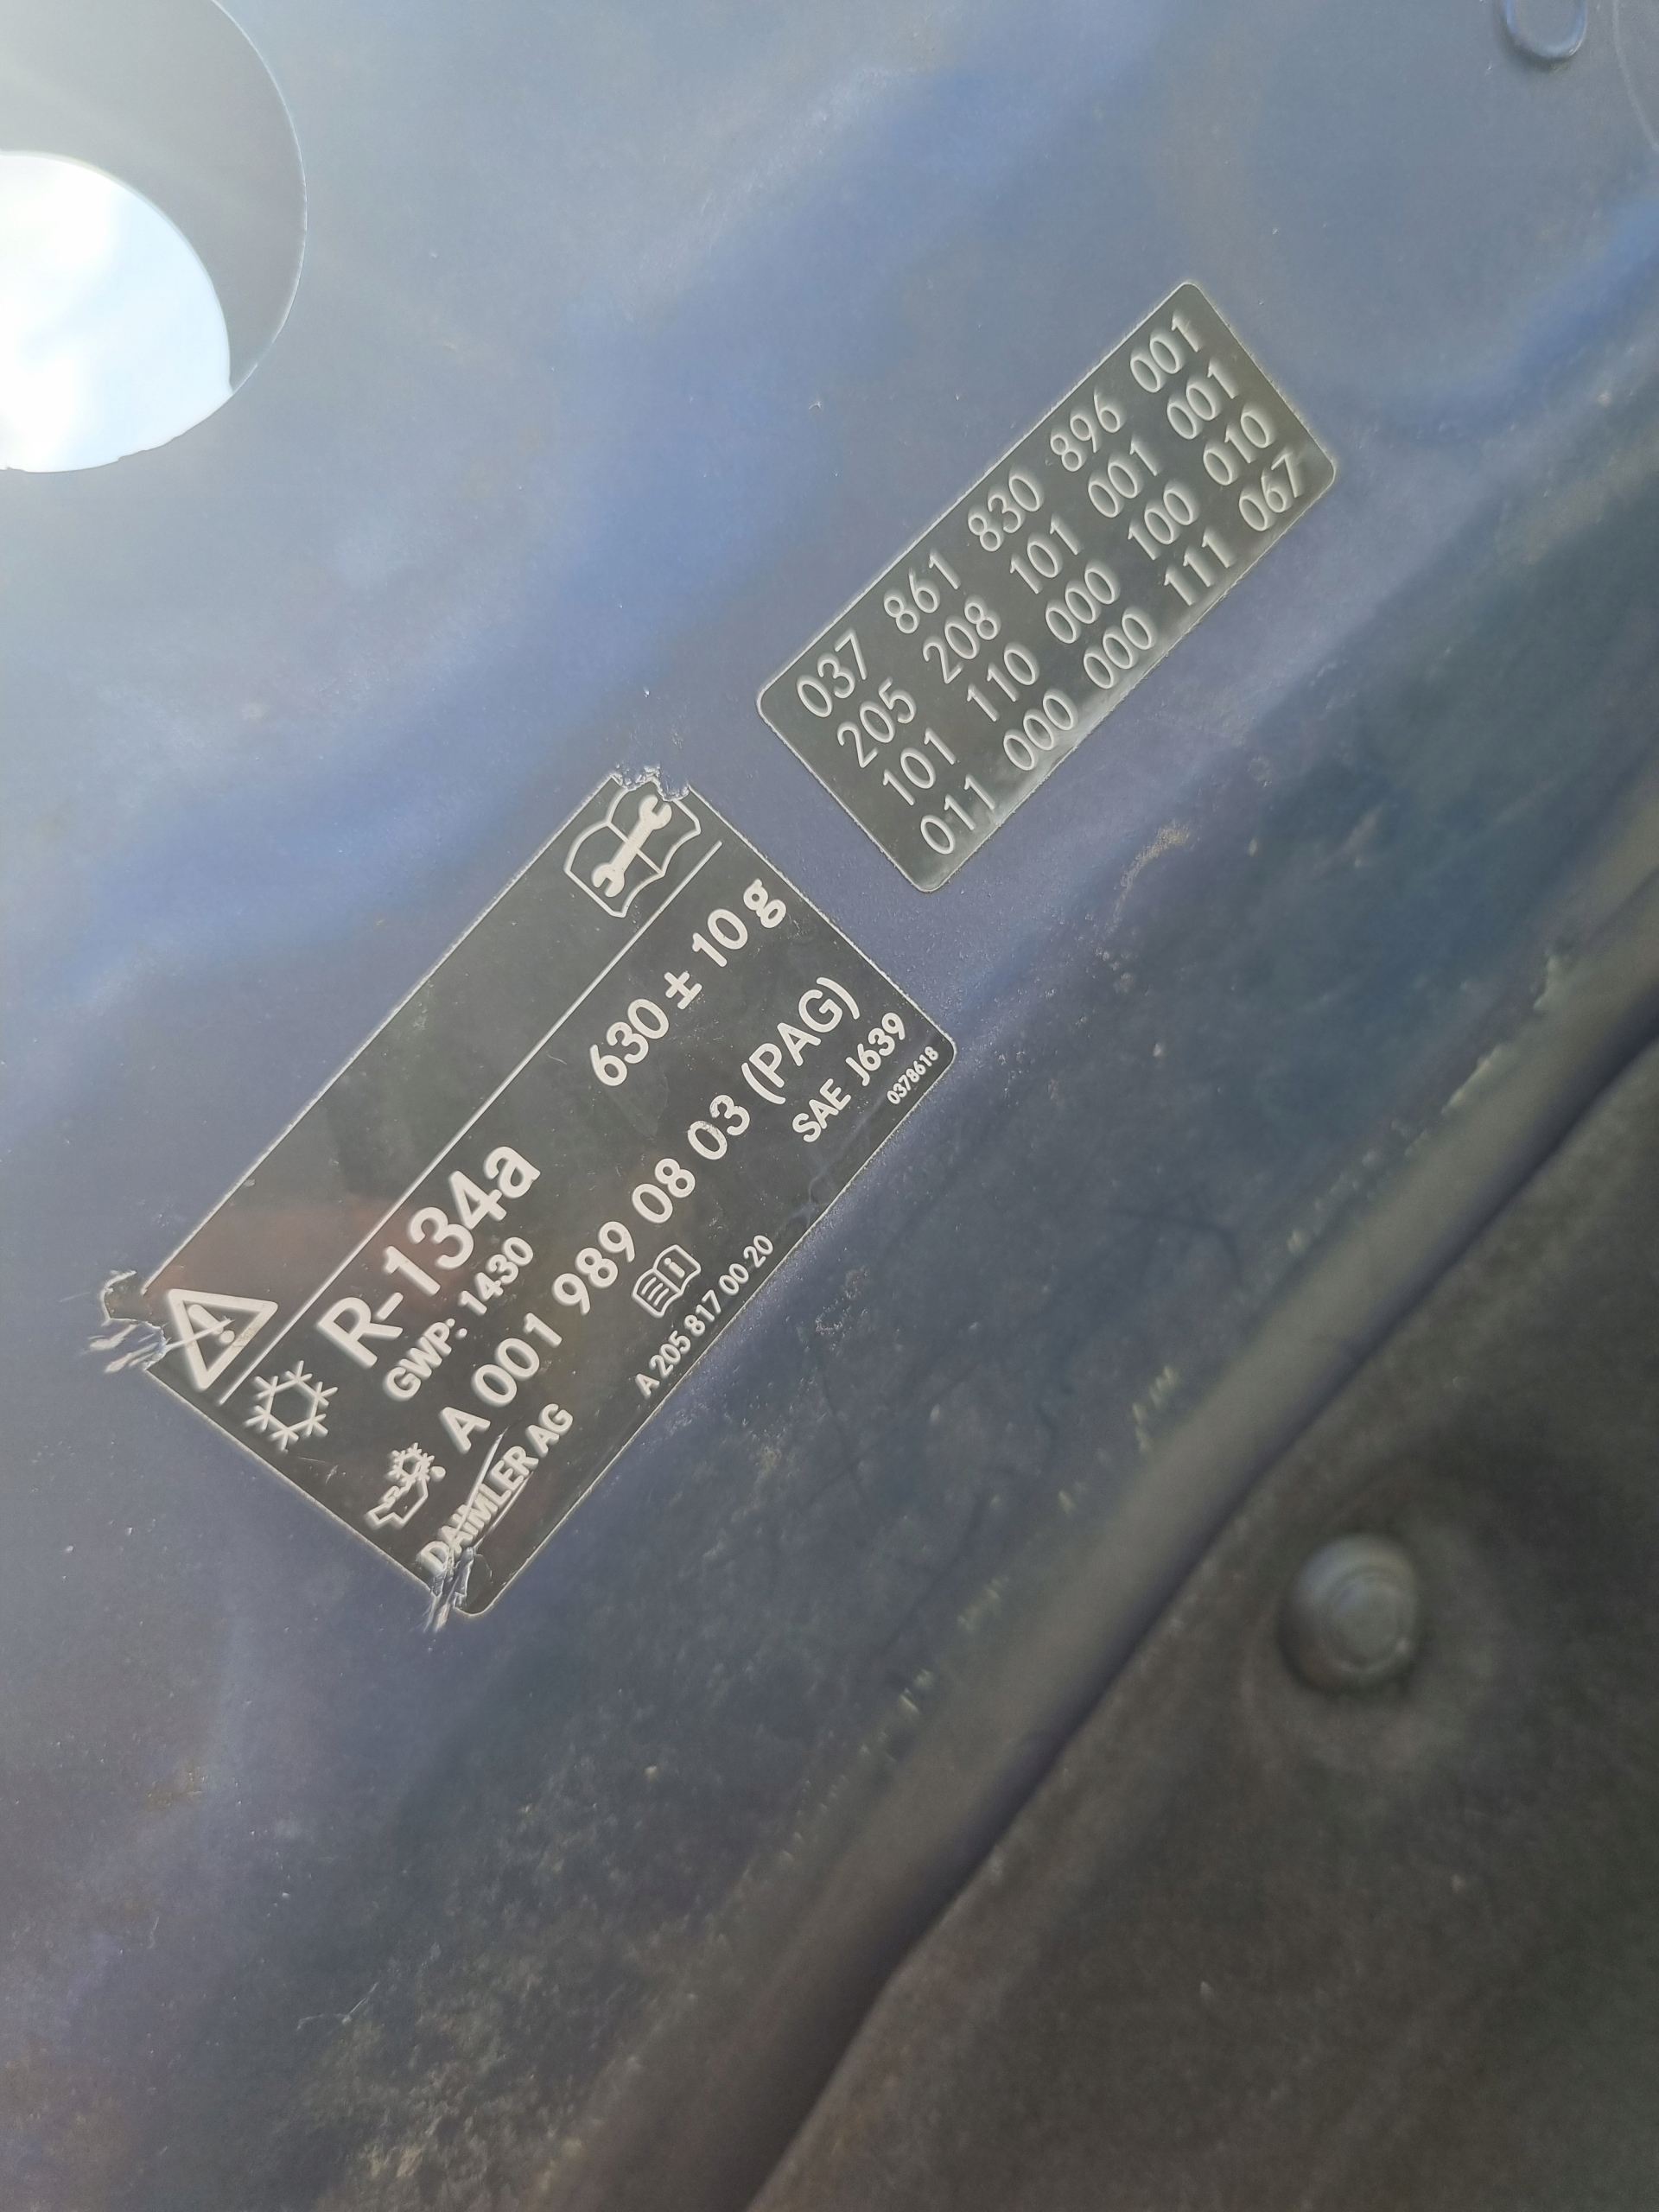 037 861 830 896 001
205 208 101 001 001
101 110 000 100 010
011 000 000 111 067
R-134a 630 ± 10 g
GWP: 1430
A 001 989 08 03 (PAG)
DAIMLER AG SAE J639
A 205 817 00 20 0378618